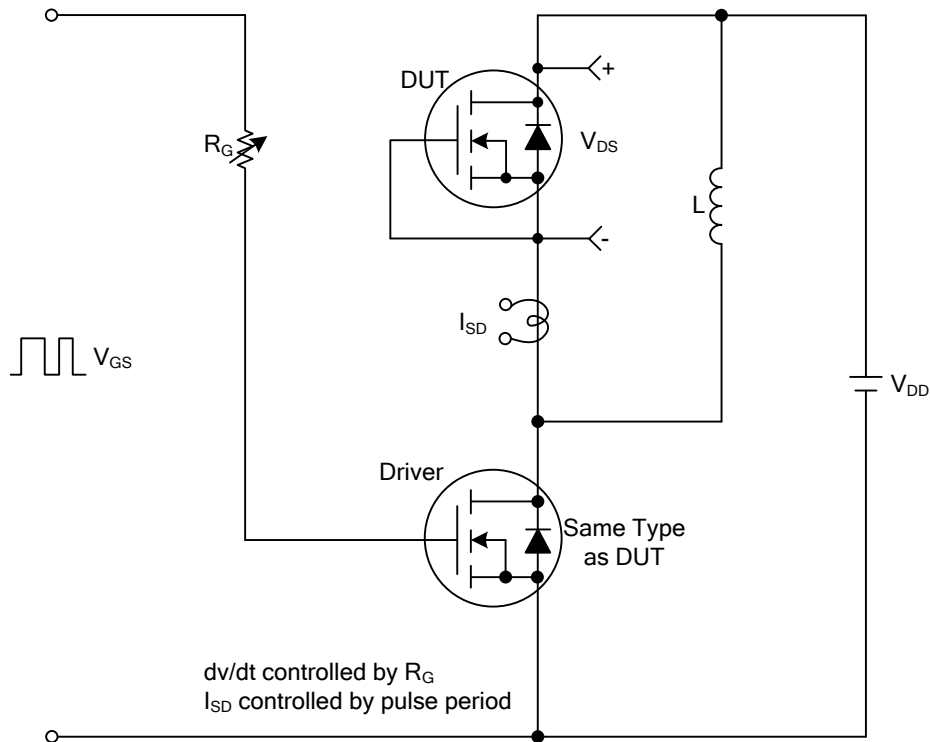 DUT
+
R_G
V_DS
L
-
I_SD
V_GS
V_DD
Driver
Same Type
as DUT
dv/dt controlled by R_G
I_SD controlled by pulse period